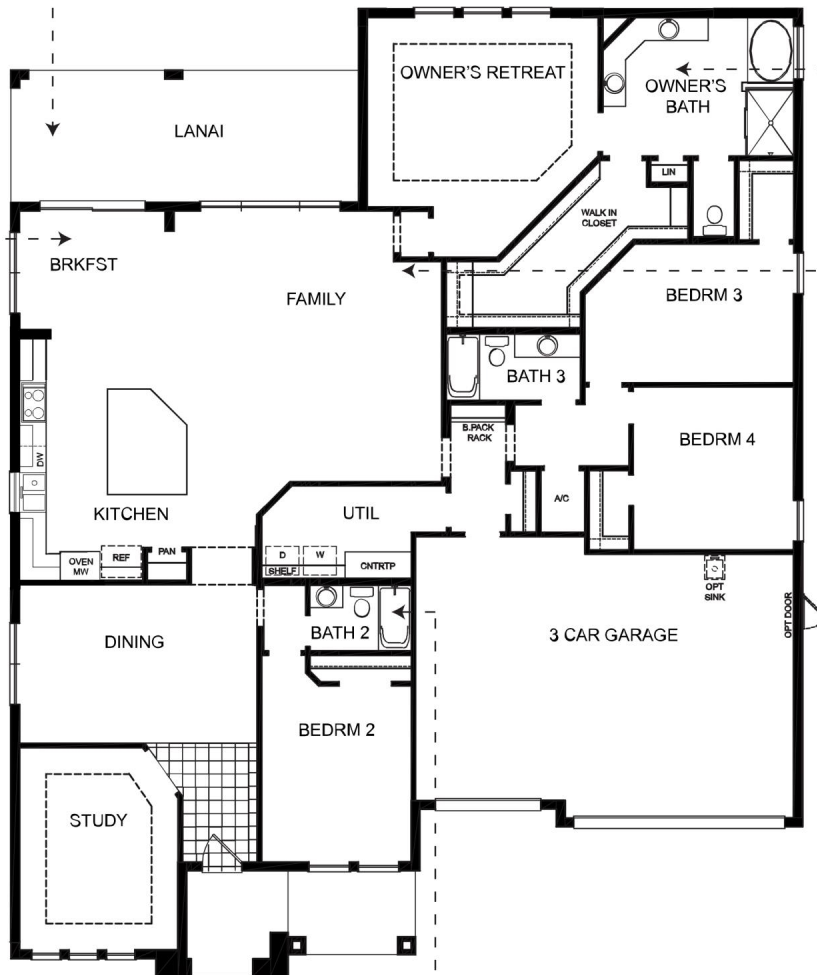 OWNER'S RETREAT
OWNER'S
BATH
LANAI
LIN
WALK IN
CLOSET
BRKFST
FAMILY
BEDRM 3
BATH 3
B.PACK
RACK
BEDRM 4
DW
KITCHEN
UTIL
A/C
OVEN
MW
REF
PAN
D
W
SHELF
CNTRTP
OPT
SINK
OPT DOOR
DINING
BATH 2
3 CAR GARAGE
BEDRM 2
STUDY